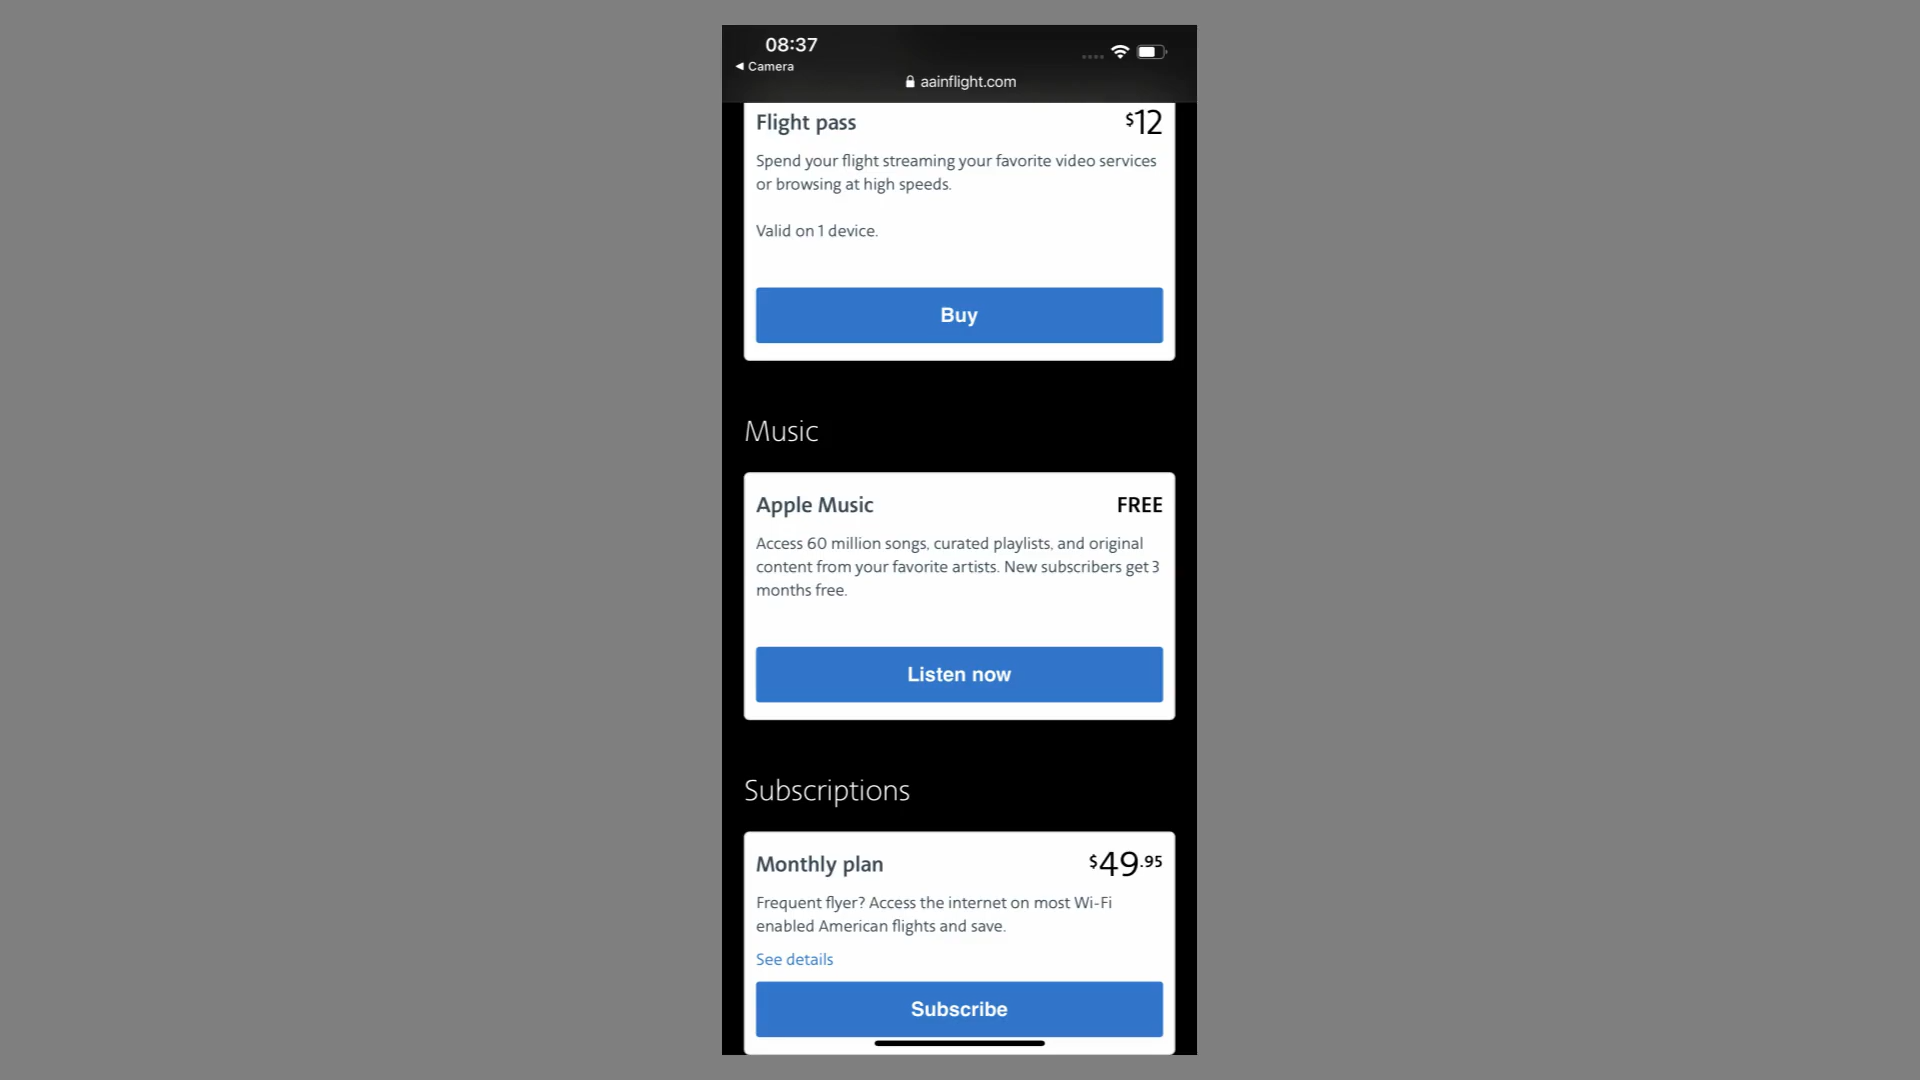 08:37
◀ Camera
aainflight.com
Flight pass $12
Spend your flight streaming your favorite video services
or browsing at high speeds.
Valid on 1 device.
Buy
Music
Apple Music FREE
Access 60 million songs, curated playlists, and original
content from your favorite artists. New subscribers get 3
months free.
Listen now
Subscriptions
Monthly plan $49.95
Frequent flyer? Access the internet on most Wi-Fi
enabled American flights and save.
See details
Subscribe